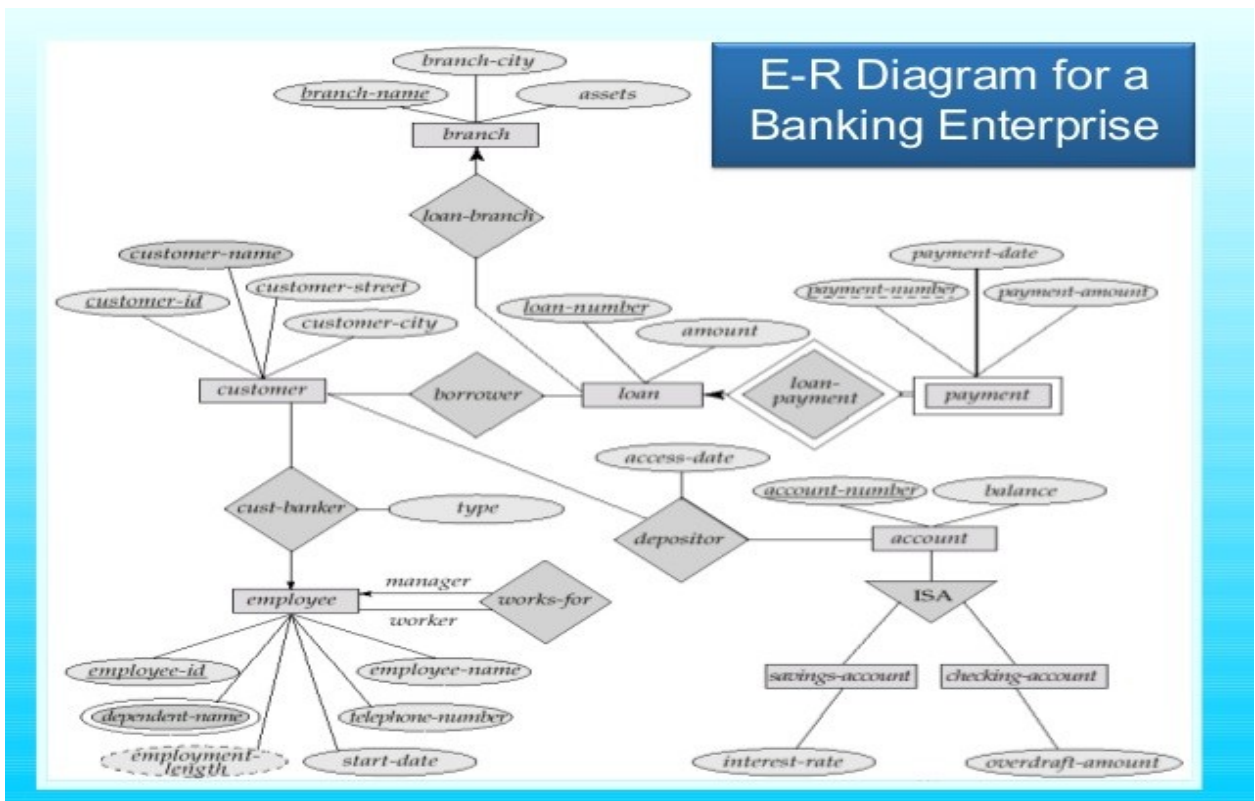 E-R Diagram for a
Banking Enterprise
branch-city
branch-name
assets
branch
loan-branch
customer-name
customer-id
customer-street
customer-city
loan-number
amount
payment-date
payment-number
payment-amount
customer
borrower
loan
loan-
payment
payment
access-date
account-number
balance
cust-banker
type
depositor
account
manager
employee
works-for
worker
ISA
employee-id
employee-name
savings-account
checking-account
dependent-name
telephone-number
employment-
length
start-date
interest-rate
overdraft-amount